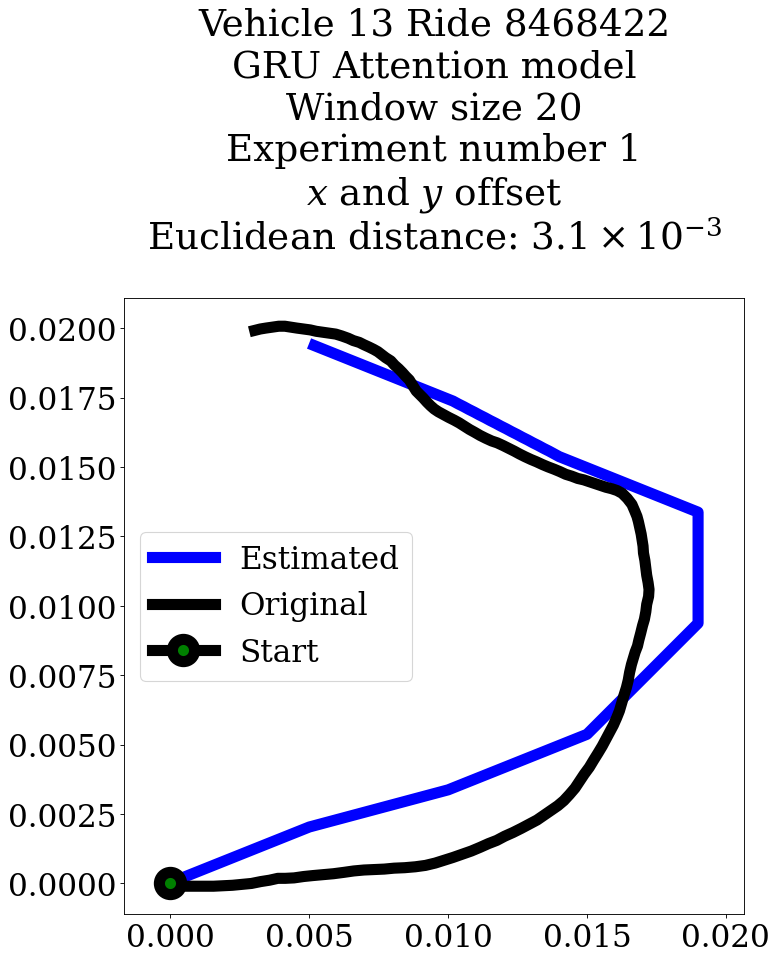 Vehicle 13 Ride 8468422
GRU Attention model
Window size 20
Experiment number 1
x and y offset
Euclidean distance: 3.1 × 10⁻³
0.0200
0.0175
0.0150
0.0125
0.0100
0.0075
0.0050
0.0025
0.0000
Estimated
Original
Start
0.000 0.005 0.010 0.015 0.020